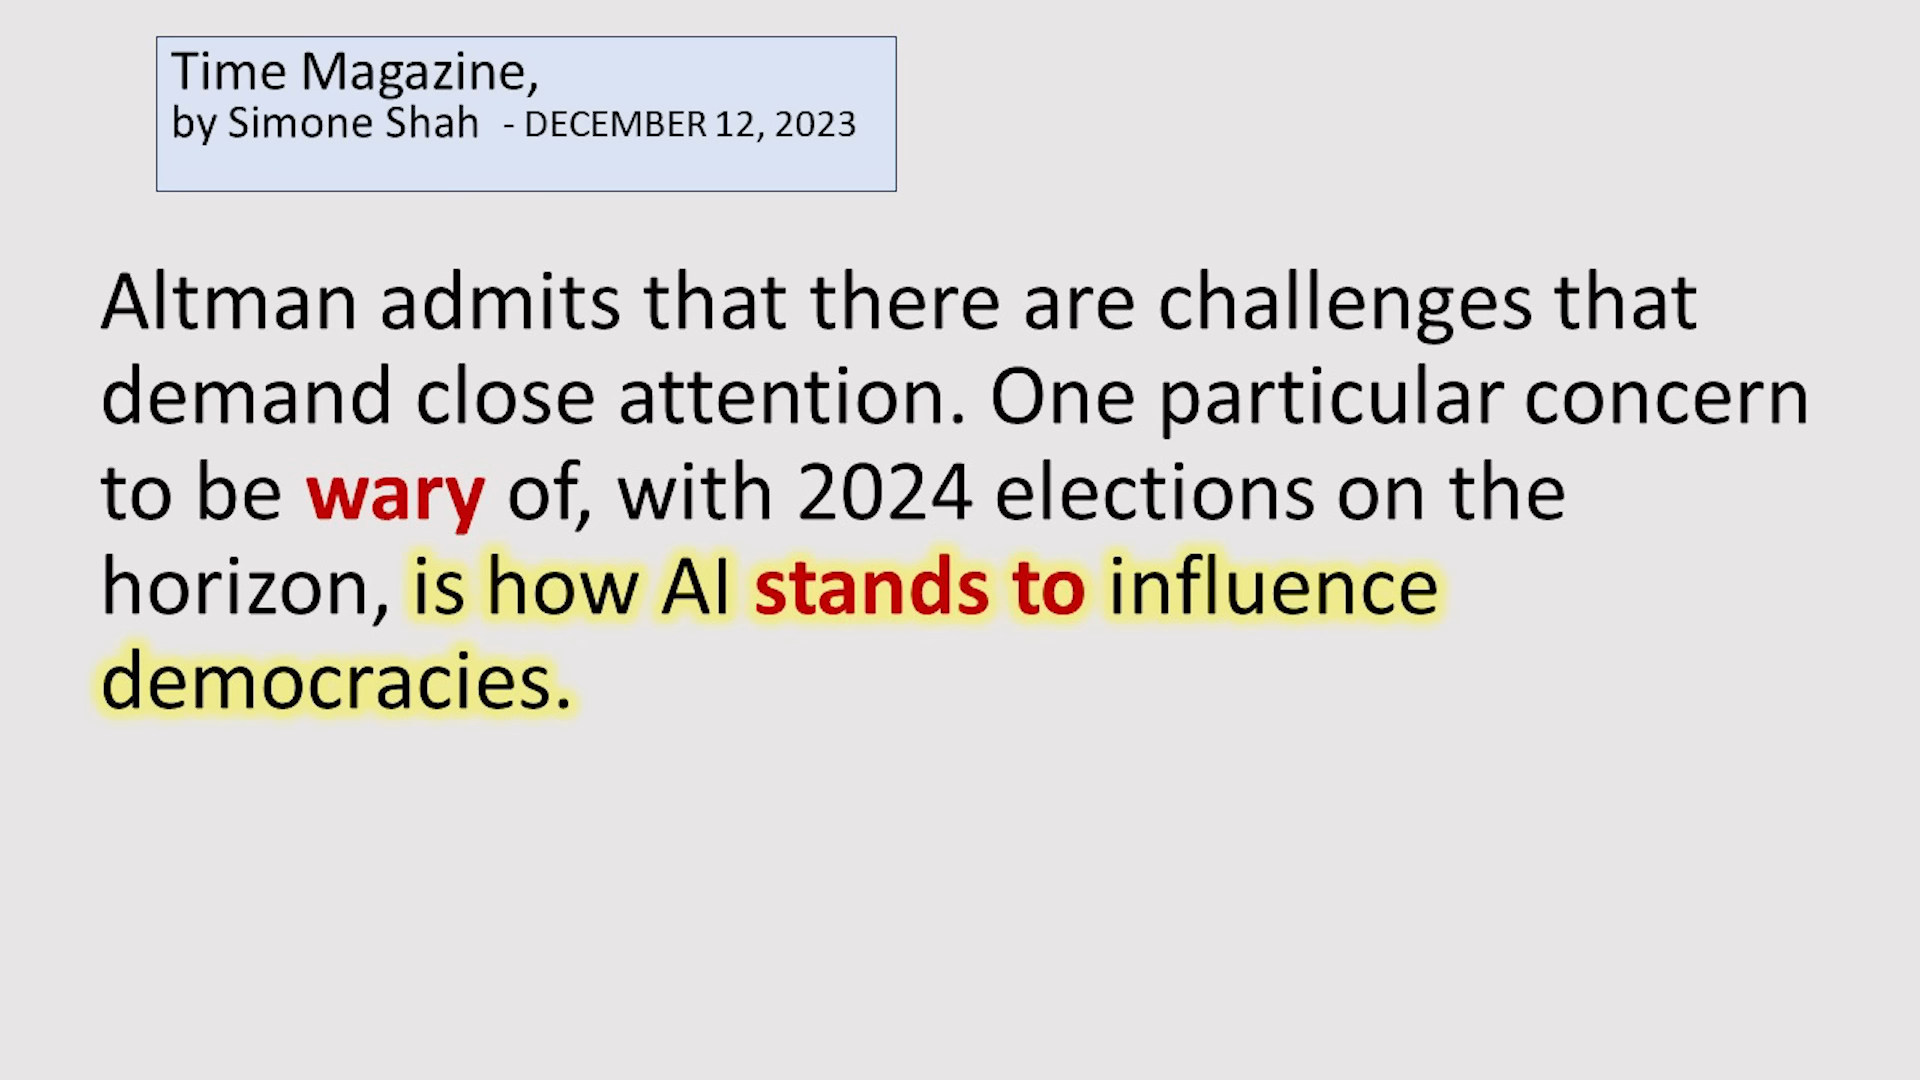 Time Magazine,
by Simone Shah - DECEMBER 12, 2023
Altman admits that there are challenges that
demand close attention. One particular concern
to be wary of, with 2024 elections on the
horizon, is how AI stands to influence
democracies.